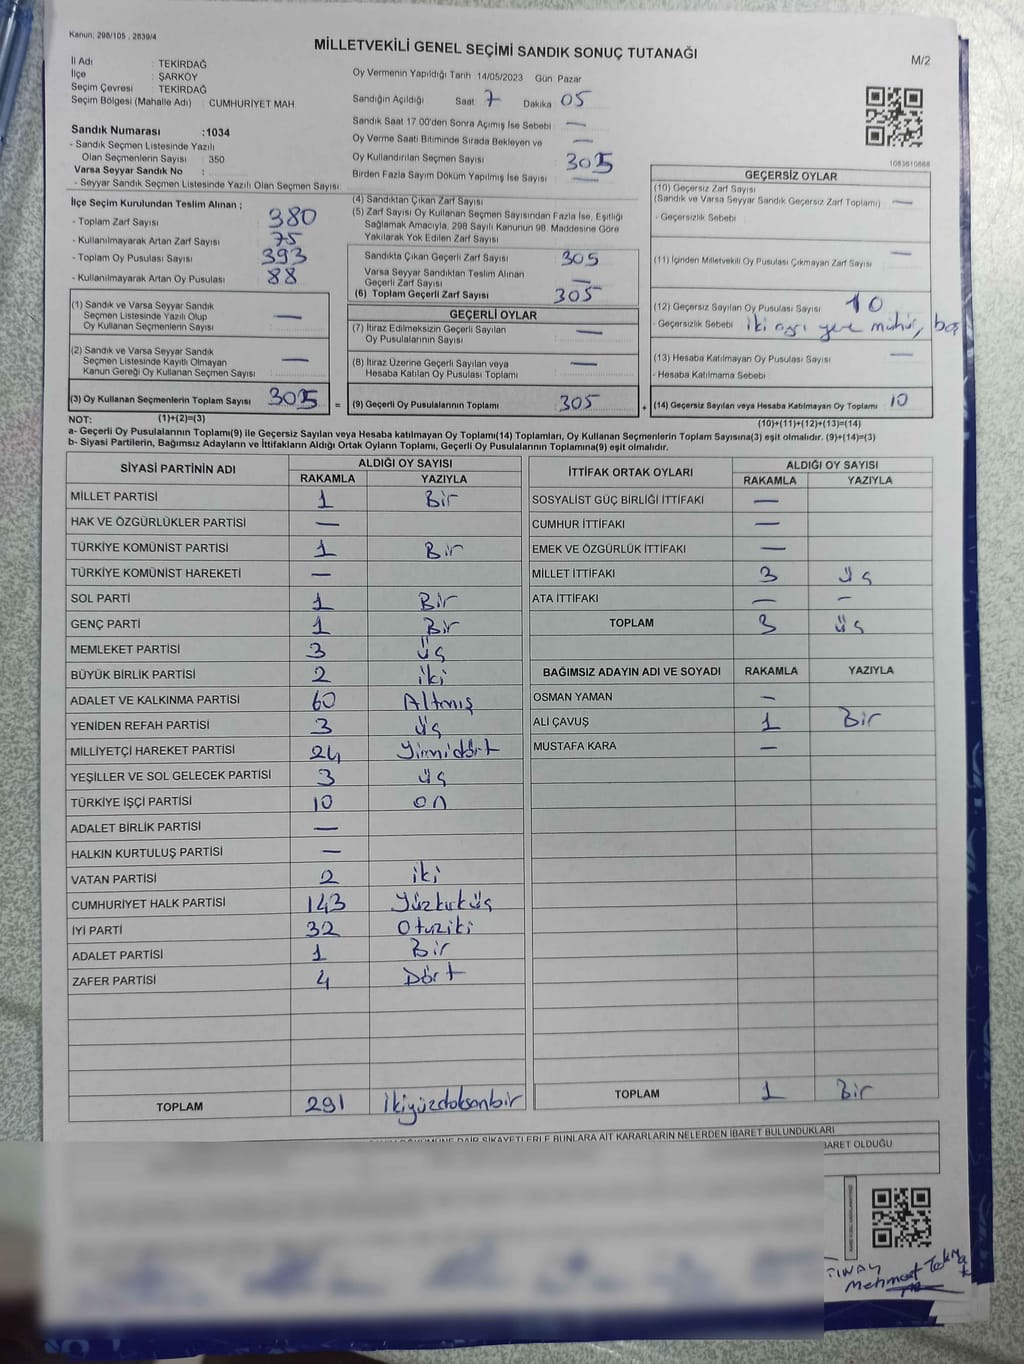 Kanun; 298/105 , 2839/4
MİLLETVEKİLİ GENEL SEÇİMİ SANDIK SONUÇ TUTANAĞI
M/2
İl Adı : TEKİRDAĞ
İlçe : ŞARKÖY
Seçim Çevresi : TEKİRDAĞ
Seçim Bölgesi (Mahalle Adı) : CUMHURİYET MAH
Sandık Numarası :1034
- Sandık Seçmen Listesinde Yazılı
Olan Seçmenlerin Sayısı : 350
Varsa Seyyar Sandık No :
- Seyyar Sandık Seçmen Listesinde Yazılı Olan Seçmen Sayısı
Oy Vermenin Yapıldığı Tarih :14/05/2023 Gün: Pazar
Sandığın Açıldığı Saat 7 Dakika 05
Sandık Saat 17:00'den Sonra Açımış İse Sebebi : —
Oy Verme Saati Bitiminde Sırada Bekleyen ve —
Oy Kullandırılan Seçmen Sayısı 305
Birden Fazla Sayım Döküm Yapılmış İse Sayısı —
1083610868
İlçe Seçim Kurulundan Teslim Alınan ;
- Toplam Zarf Sayısı 380
- Kullanılmayarak Artan Zarf Sayısı 75
- Toplam Oy Pusulası Sayısı 393
- Kullanılmayarak Artan Oy Pusulası 88
(1) Sandık ve Varsa Seyyar Sandık
Seçmen Listesinde Yazılı Olup
Oy Kullanan Seçmenlerin Sayısı —
(2) Sandık ve Varsa Seyyar Sandık
Seçmen Listesinde Kayıtlı Olmayan
Kanun Gereği Oy Kullanan Seçmen Sayısı —
(3) Oy Kullanan Seçmenlerin Toplam Sayısı 305 =
(4) Sandıktan Çıkan Zarf Sayısı
(5) Zarf Sayısı Oy Kullanan Seçmen Sayısından Fazla İse, Eşitliği
Sağlamak Amacıyla, 298 Sayılı Kanunun 98. Maddesine Göre
Yakılarak Yok Edilen Zarf Sayısı
Sandıkta Çıkan Geçerli Zarf Sayısı 305
Varsa Seyyar Sandıktan Teslim Alınan
Geçerli Zarf Sayısı —
(6) Toplam Geçerli Zarf Sayısı 305
GEÇERLİ OYLAR
(7) İtiraz Edilmeksizin Geçerli Sayılan
Oy Pusulalarının Sayısı —
(8) İtiraz Üzerine Geçerli Sayılan veya
Hesaba Katılan Oy Pusulası Toplamı —
(9) Geçerli Oy Pusulalarının Toplamı 305 +
GEÇERSİZ OYLAR
(10) Geçersiz Zarf Sayısı
(Sandık ve Varsa Seyyar Sandık Geçersiz Zarf Toplamı) —
- Geçersizlik Sebebi
(11) İçinden Milletvekili Oy Pusulası Çıkmayan Zarf Sayısı —
(12) Geçersiz Sayılan Oy Pusulası Sayısı 10
- Geçersizlik Sebebi iki ayrı yere mühür, boş
(13) Hesaba Katılmayan Oy Pusulası Sayısı —
- Hesaba Katılmama Sebebi
(14) Geçersiz Sayılan veya Hesaba Katılmayan Oy Toplamı 10
NOT: (1)+(2)=(3) (10)+(11)+(12)+(13)=(14)
a- Geçerli Oy Pusulalarının Toplamı(9) ile Geçersiz Sayılan veya Hesaba katılmayan Oy Toplamı(14) Toplamları, Oy Kullanan Seçmenlerin Toplam Sayısına(3) eşit olmalıdır. (9)+(14)=(3)
b- Siyasi Partilerin, Bağımsız Adayların ve İttifakların Aldığı Ortak Oyların Toplamı, Geçerli Oy Pusulalarının Toplamına(9) eşit olmalıdır.
SİYASİ PARTİNİN ADI ALDIĞI OY SAYISI
RAKAMLA YAZIYLA
MİLLET PARTİSİ 1 Bir
HAK VE ÖZGÜRLÜKLER PARTİSİ —
TÜRKİYE KOMÜNİST PARTİSİ 1 Bir
TÜRKİYE KOMÜNİST HAREKETİ —
SOL PARTİ 1 Bir
GENÇ PARTİ 1 Bir
MEMLEKET PARTİSİ 3 üç
BÜYÜK BİRLİK PARTİSİ 2 iki
ADALET VE KALKINMA PARTİSİ 60 Altmış
YENİDEN REFAH PARTİSİ 3 üç
MİLLİYETÇİ HAREKET PARTİSİ 24 Yirmidört
YEŞİLLER VE SOL GELECEK PARTİSİ 3 üç
TÜRKİYE İŞÇİ PARTİSİ 10 on
ADALET BİRLİK PARTİSİ —
HALKIN KURTULUŞ PARTİSİ —
VATAN PARTİSİ 2 iki
CUMHURİYET HALK PARTİSİ 143 Yüzkırküç
İYİ PARTİ 32 Otuziki
ADALET PARTİSİ 1 Bir
ZAFER PARTİSİ 4 Dört
TOPLAM 291 ikiyüzdoksanbir
İTTİFAK ORTAK OYLARI ALDIĞI OY SAYISI
RAKAMLA YAZIYLA
SOSYALİST GÜÇ BİRLİĞİ İTTİFAKI —
CUMHUR İTTİFAKI —
EMEK VE ÖZGÜRLÜK İTTİFAKI —
MİLLET İTTİFAKI 3 üç
ATA İTTİFAKI — —
TOPLAM 3 üç
BAĞIMSIZ ADAYIN ADI VE SOYADI RAKAMLA YAZIYLA
OSMAN YAMAN —
ALİ ÇAVUŞ 1 Bir
MUSTAFA KARA —
TOPLAM 1 Bir
DAİR ŞİKAYETLERLE BUNLARA AİT KARARLARIN NELERDEN İBARET BULUNDUKLARI
BARET OLDUĞU
Mehmet